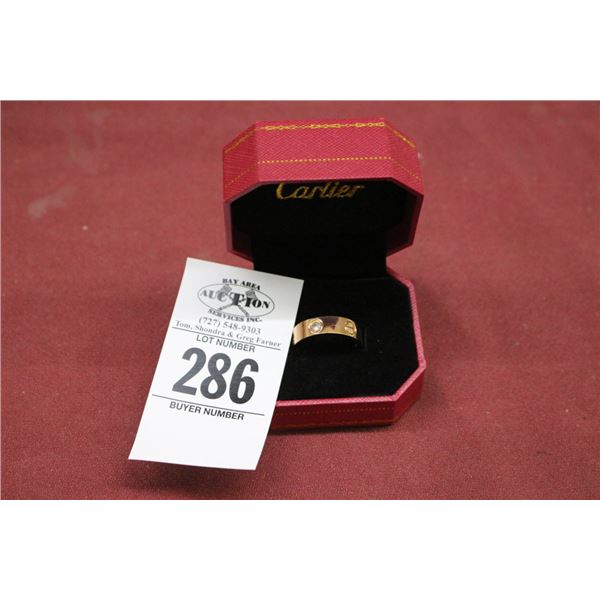 Cartier
BAY AREA
AUCTION
SERVICES INC.
(727) 548-9303
Tom, Shondra & Greg Farner
LOT NUMBER
286
BUYER NUMBER